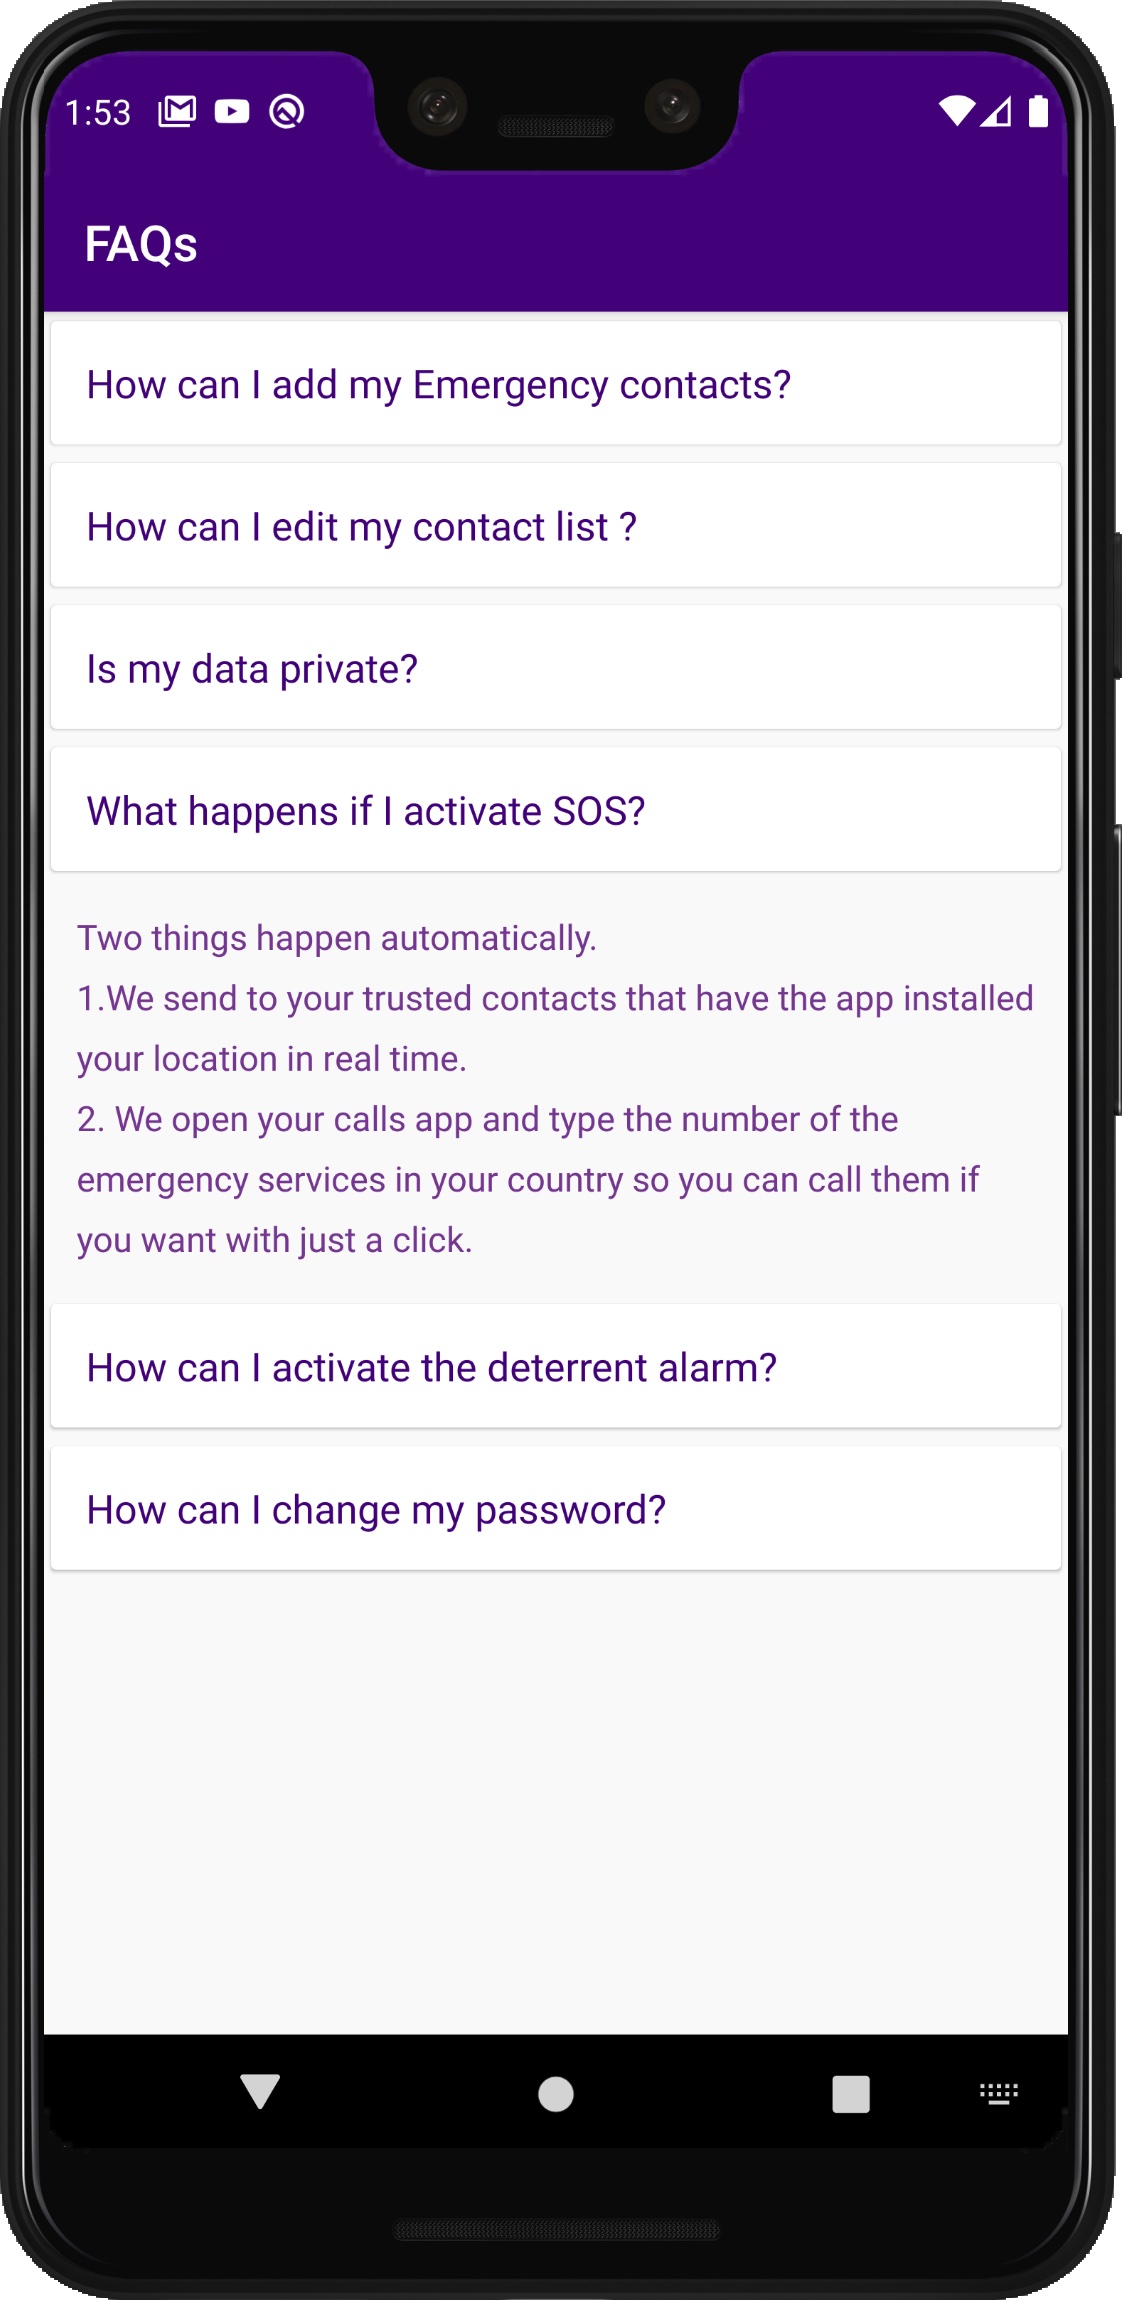 1:53
FAQs
How can I add my Emergency contacts?
How can I edit my contact list ?
Is my data private?
What happens if I activate SOS?
Two things happen automatically.
1.We send to your trusted contacts that have the app installed
your location in real time.
2. We open your calls app and type the number of the
emergency services in your country so you can call them if
you want with just a click.
How can I activate the deterrent alarm?
How can I change my password?